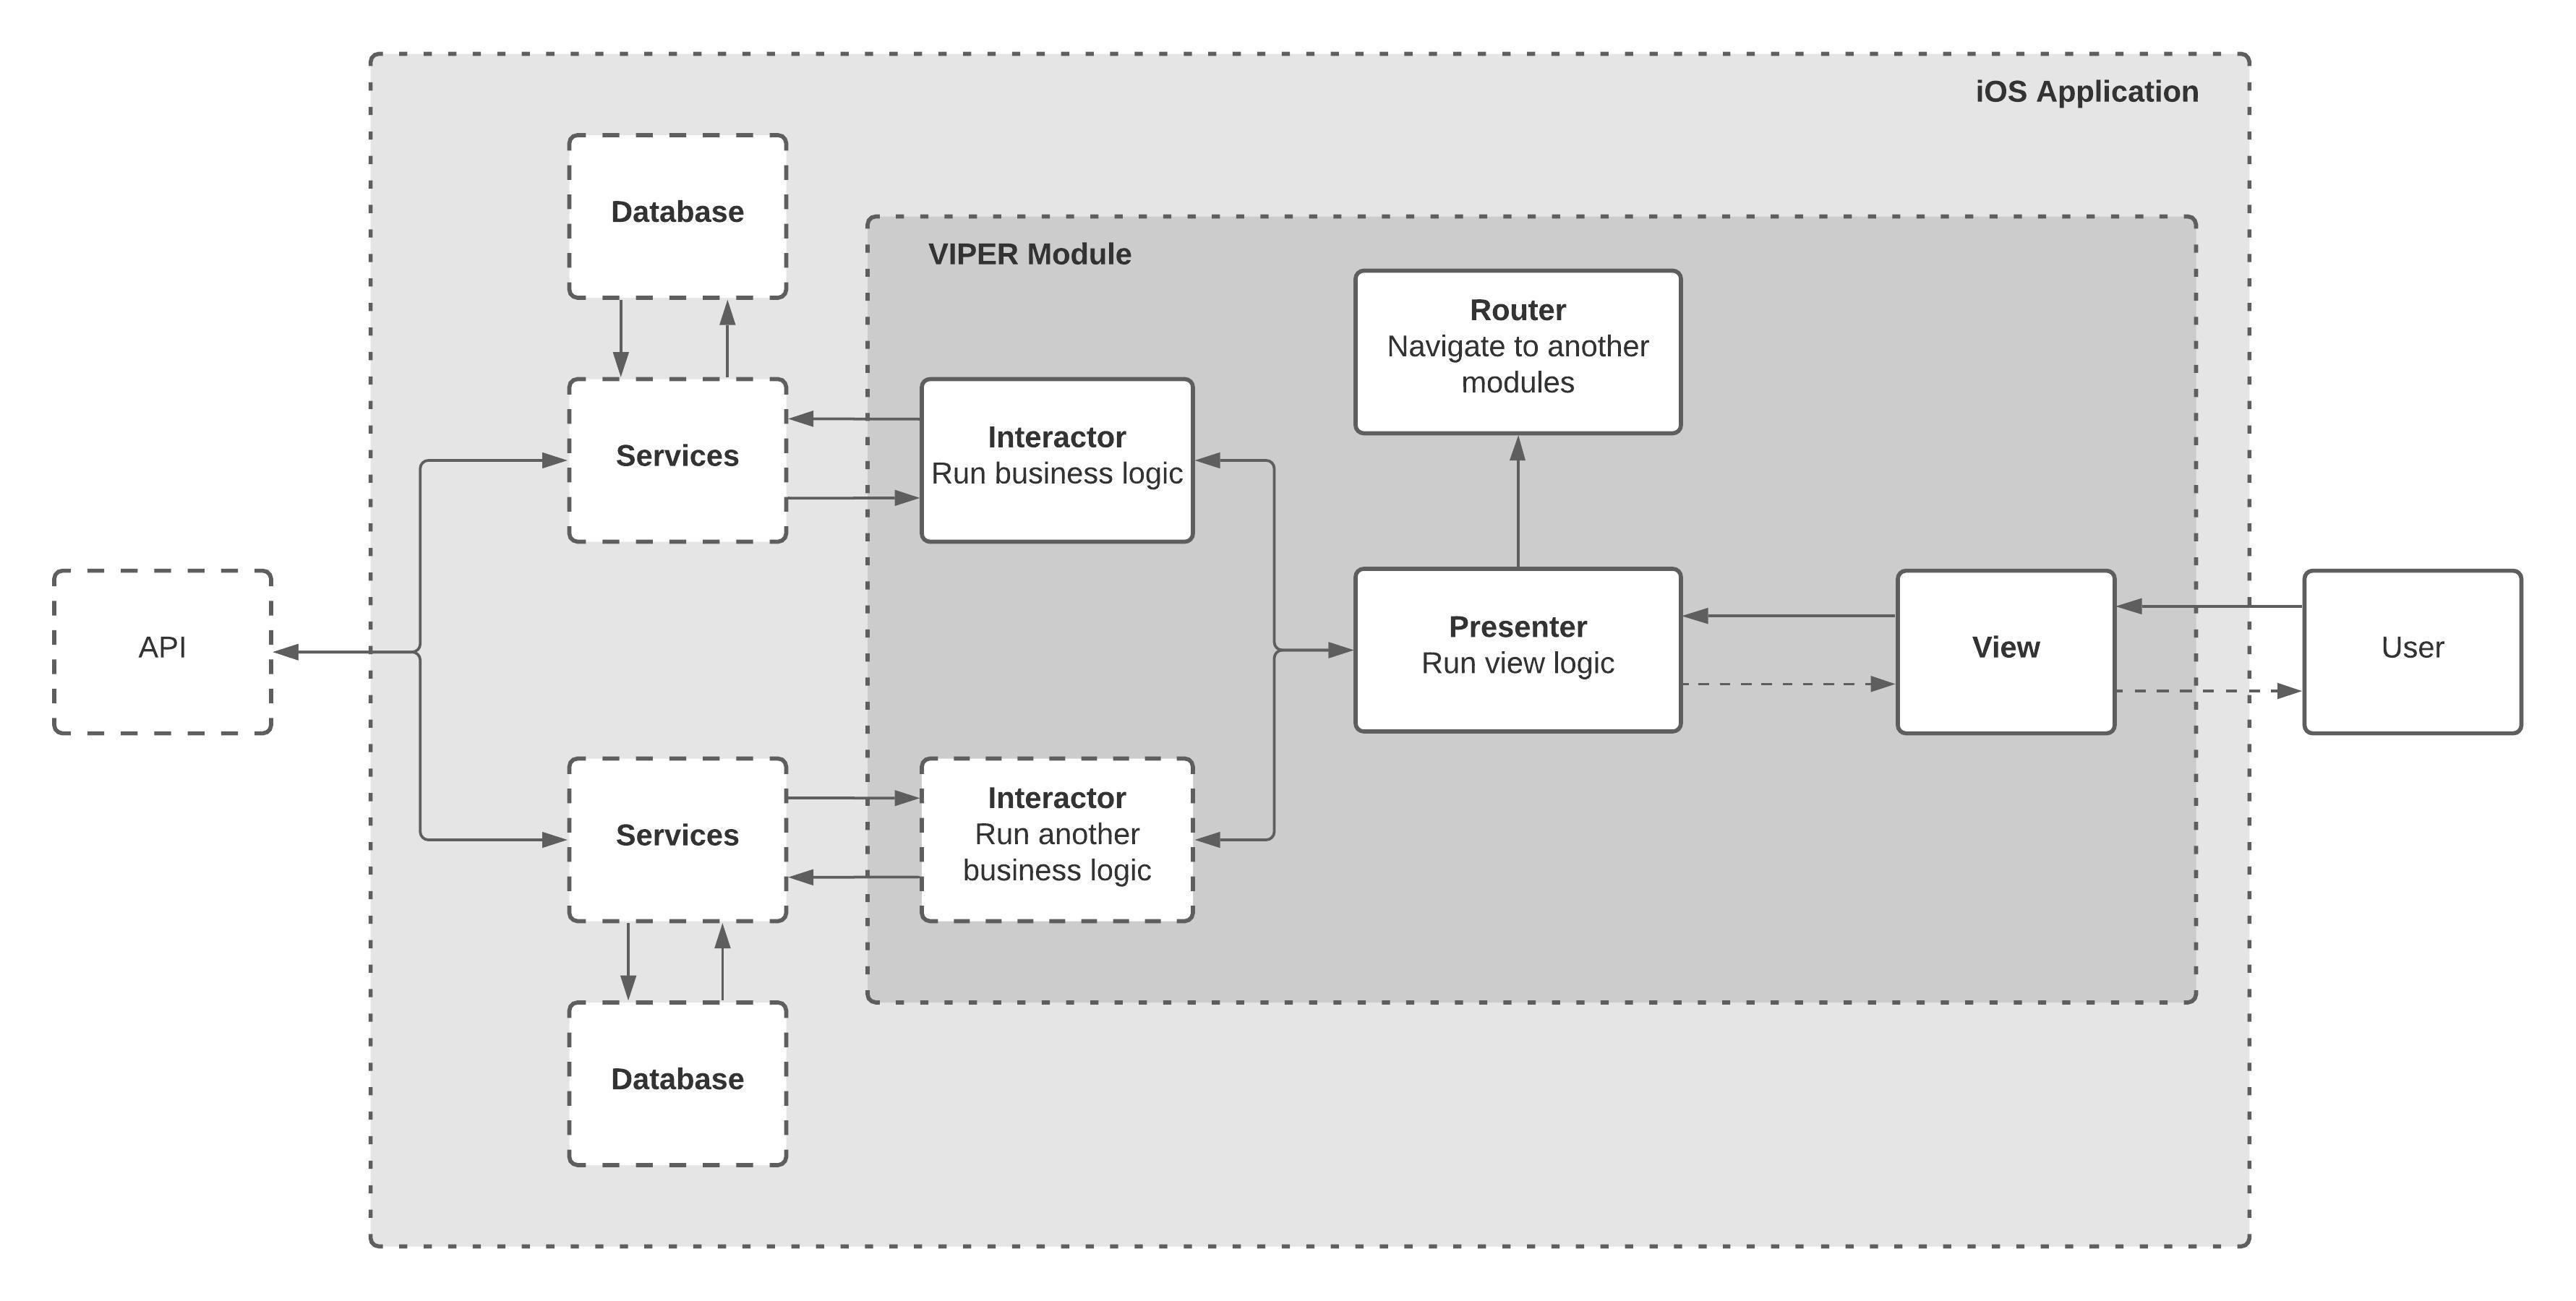 iOS Application
Database
VIPER Module
Router
Navigate to another
modules
Services
Interactor
Run business logic
API
Presenter
Run view logic
View
User
Services
Interactor
Run another
business logic
Database